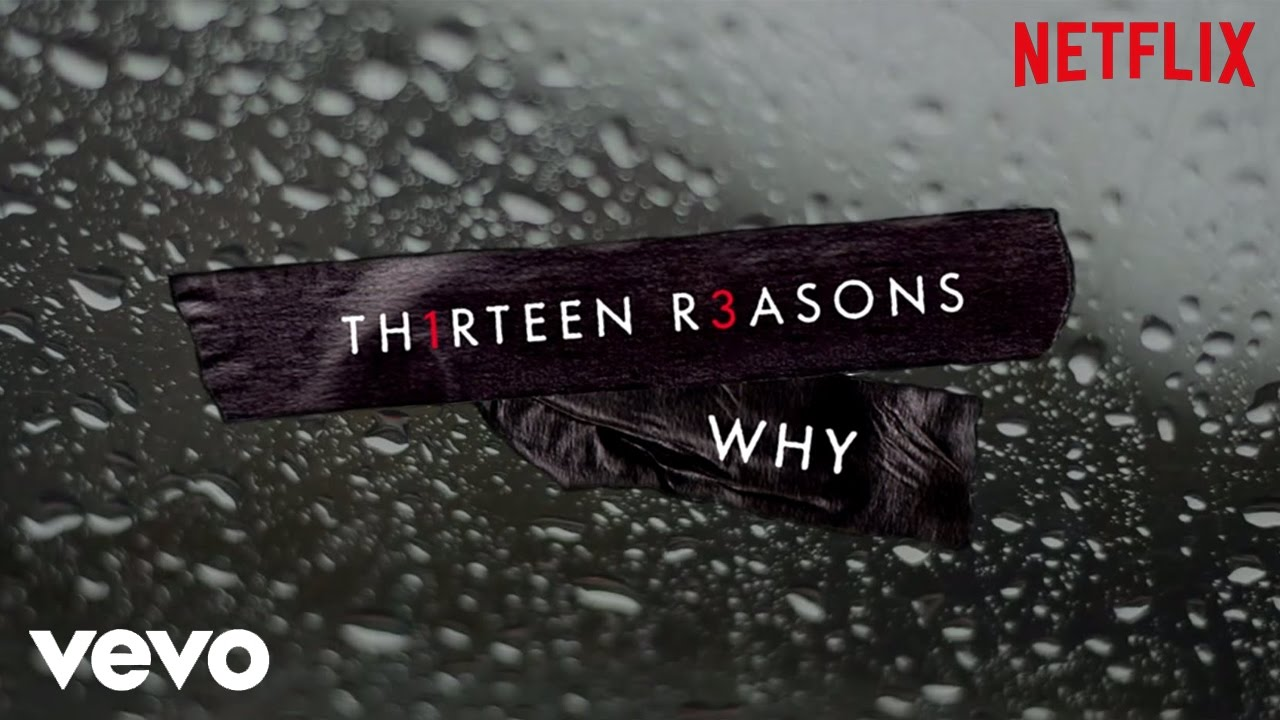 NETFLIX
TH1RTEEN R3ASONS
WHY
vevo